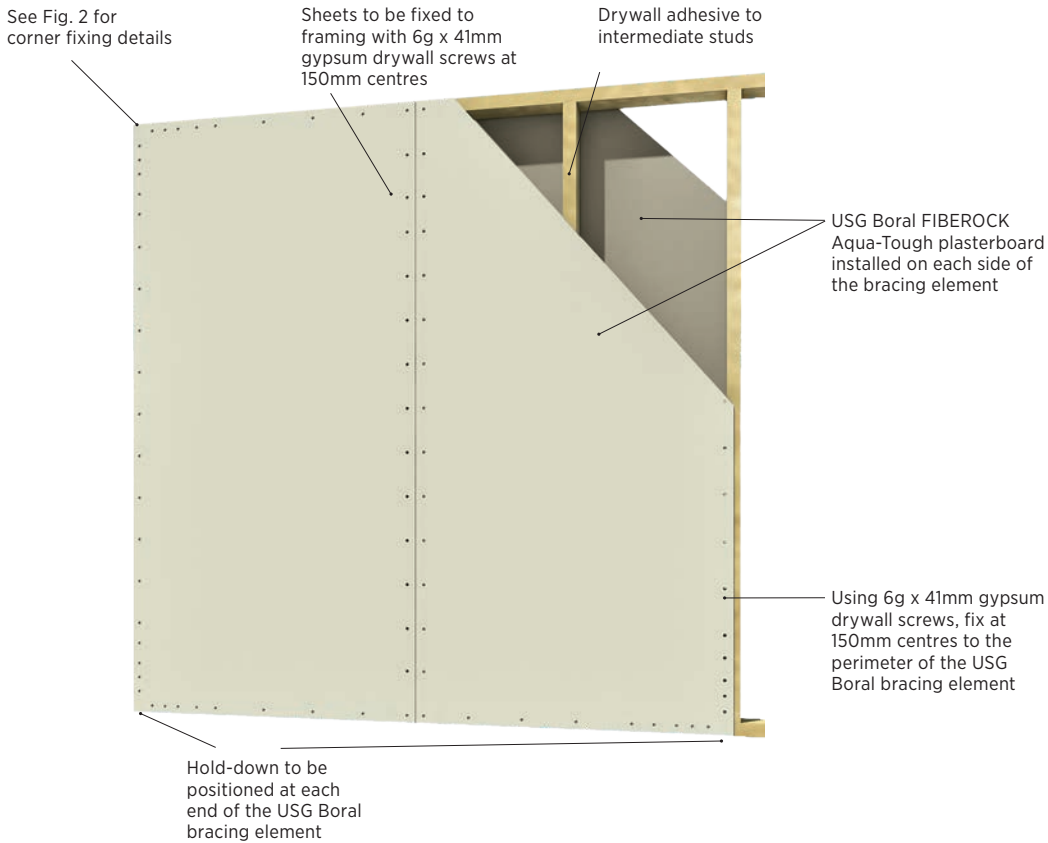 See Fig. 2 for
corner fixing details
Sheets to be fixed to
framing with 6g x 41mm
gypsum drywall screws at
150mm centres
Drywall adhesive to
intermediate studs
USG Boral FIBEROCK
Aqua-Tough plasterboard
installed on each side of
the bracing element
Using 6g x 41mm gypsum
drywall screws, fix at
150mm centres to the
perimeter of the USG
Boral bracing element
Hold-down to be
positioned at each
end of the USG Boral
bracing element